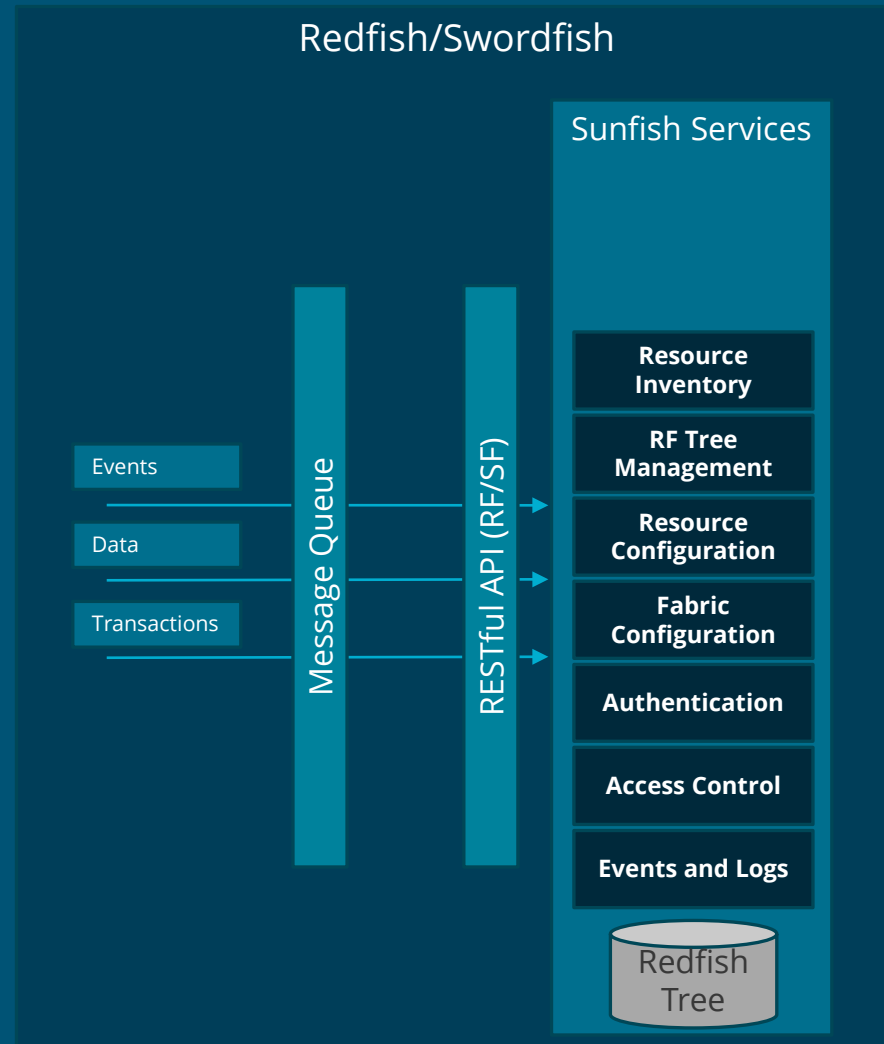 Redfish/Swordfish
Sunfish Services
Events
Data
Transactions
Message Queue
RESTful API (RF/SF)
Resource
Inventory
RF Tree
Management
Resource
Configuration
Fabric
Configuration
Authentication
Access Control
Events and Logs
Redfish
Tree